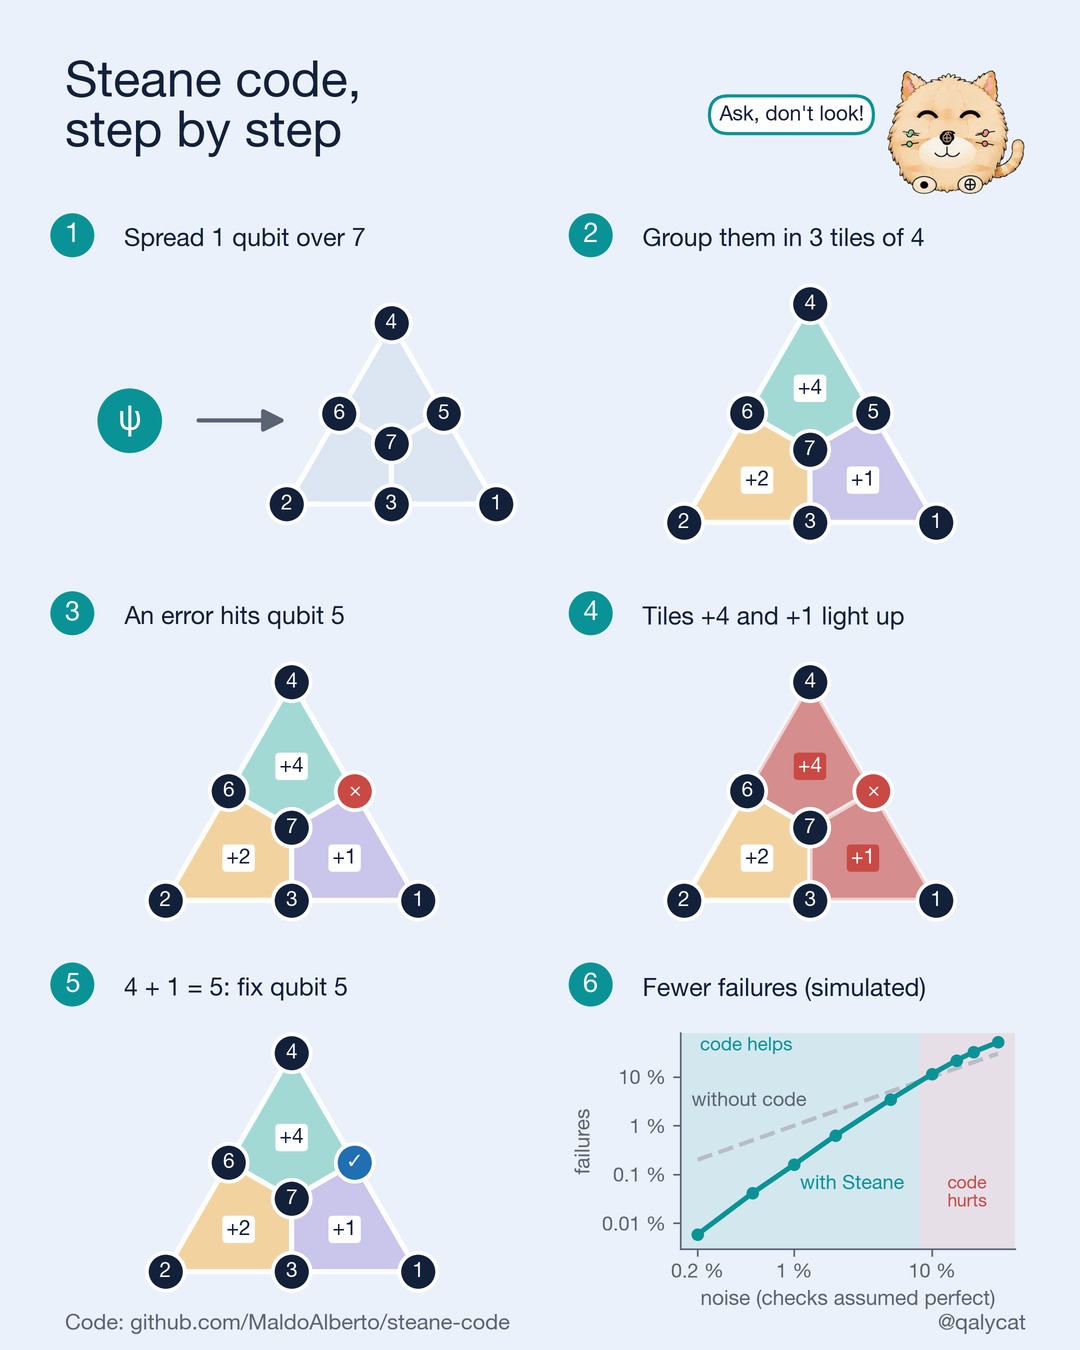 Steane code,
step by step
Ask, don't look!
1 Spread 1 qubit over 7
ψ
4
6 5
7
2 3 1
2 Group them in 3 tiles of 4
4
+4
6 5
7
+2 +1
2 3 1
3 An error hits qubit 5
4
+4
6 ×
7
+2 +1
2 3 1
4 Tiles +4 and +1 light up
4
+4
6 ×
7
+2 +1
2 3 1
5 4 + 1 = 5: fix qubit 5
4
+4
6 ✓
7
+2 +1
2 3 1
6 Fewer failures (simulated)
code helps
10 %
without code
1 %
failures
0.1 %
with Steane
code
hurts
0.01 %
0.2 % 1 % 10 %
noise (checks assumed perfect)
Code: github.com/MaldoAlberto/steane-code
@qalycat